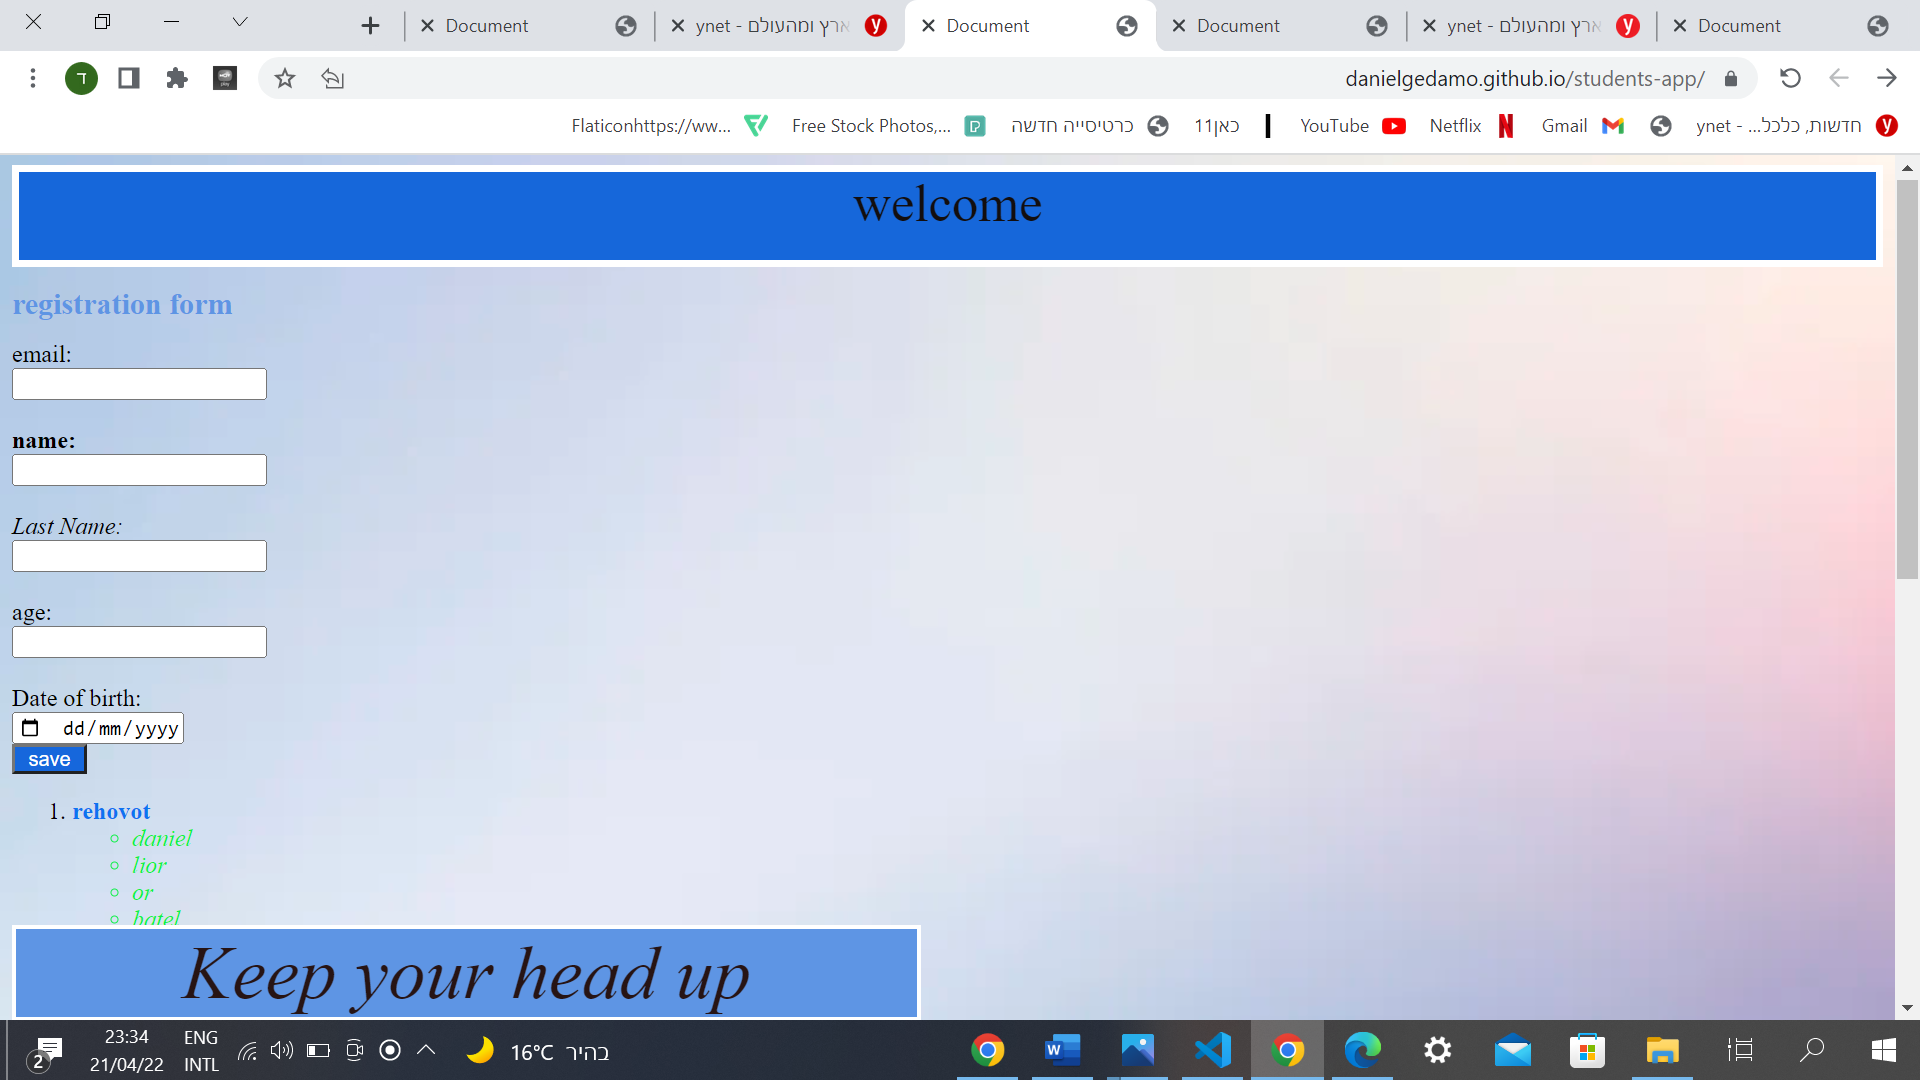 Document
ynet - ארץ ומהעולם
Document
Document
ynet - ארץ ומהעולם
Document
ד
danielgedamo.github.io/students-app/
Flaticonhttps://ww...
Free Stock Photos,...
כרטיסייה חדשה
כאן11
YouTube
Netflix
Gmail
ynet - חדשות, כלכל...
welcome
registration form
email:
name:
Last Name:
age:
Date of birth:
dd/mm/yyyy
save
1. rehovot
daniel
lior
or
batel
Keep your head up
2
23:34
21/04/22
ENG
INTL
16°C בהיר